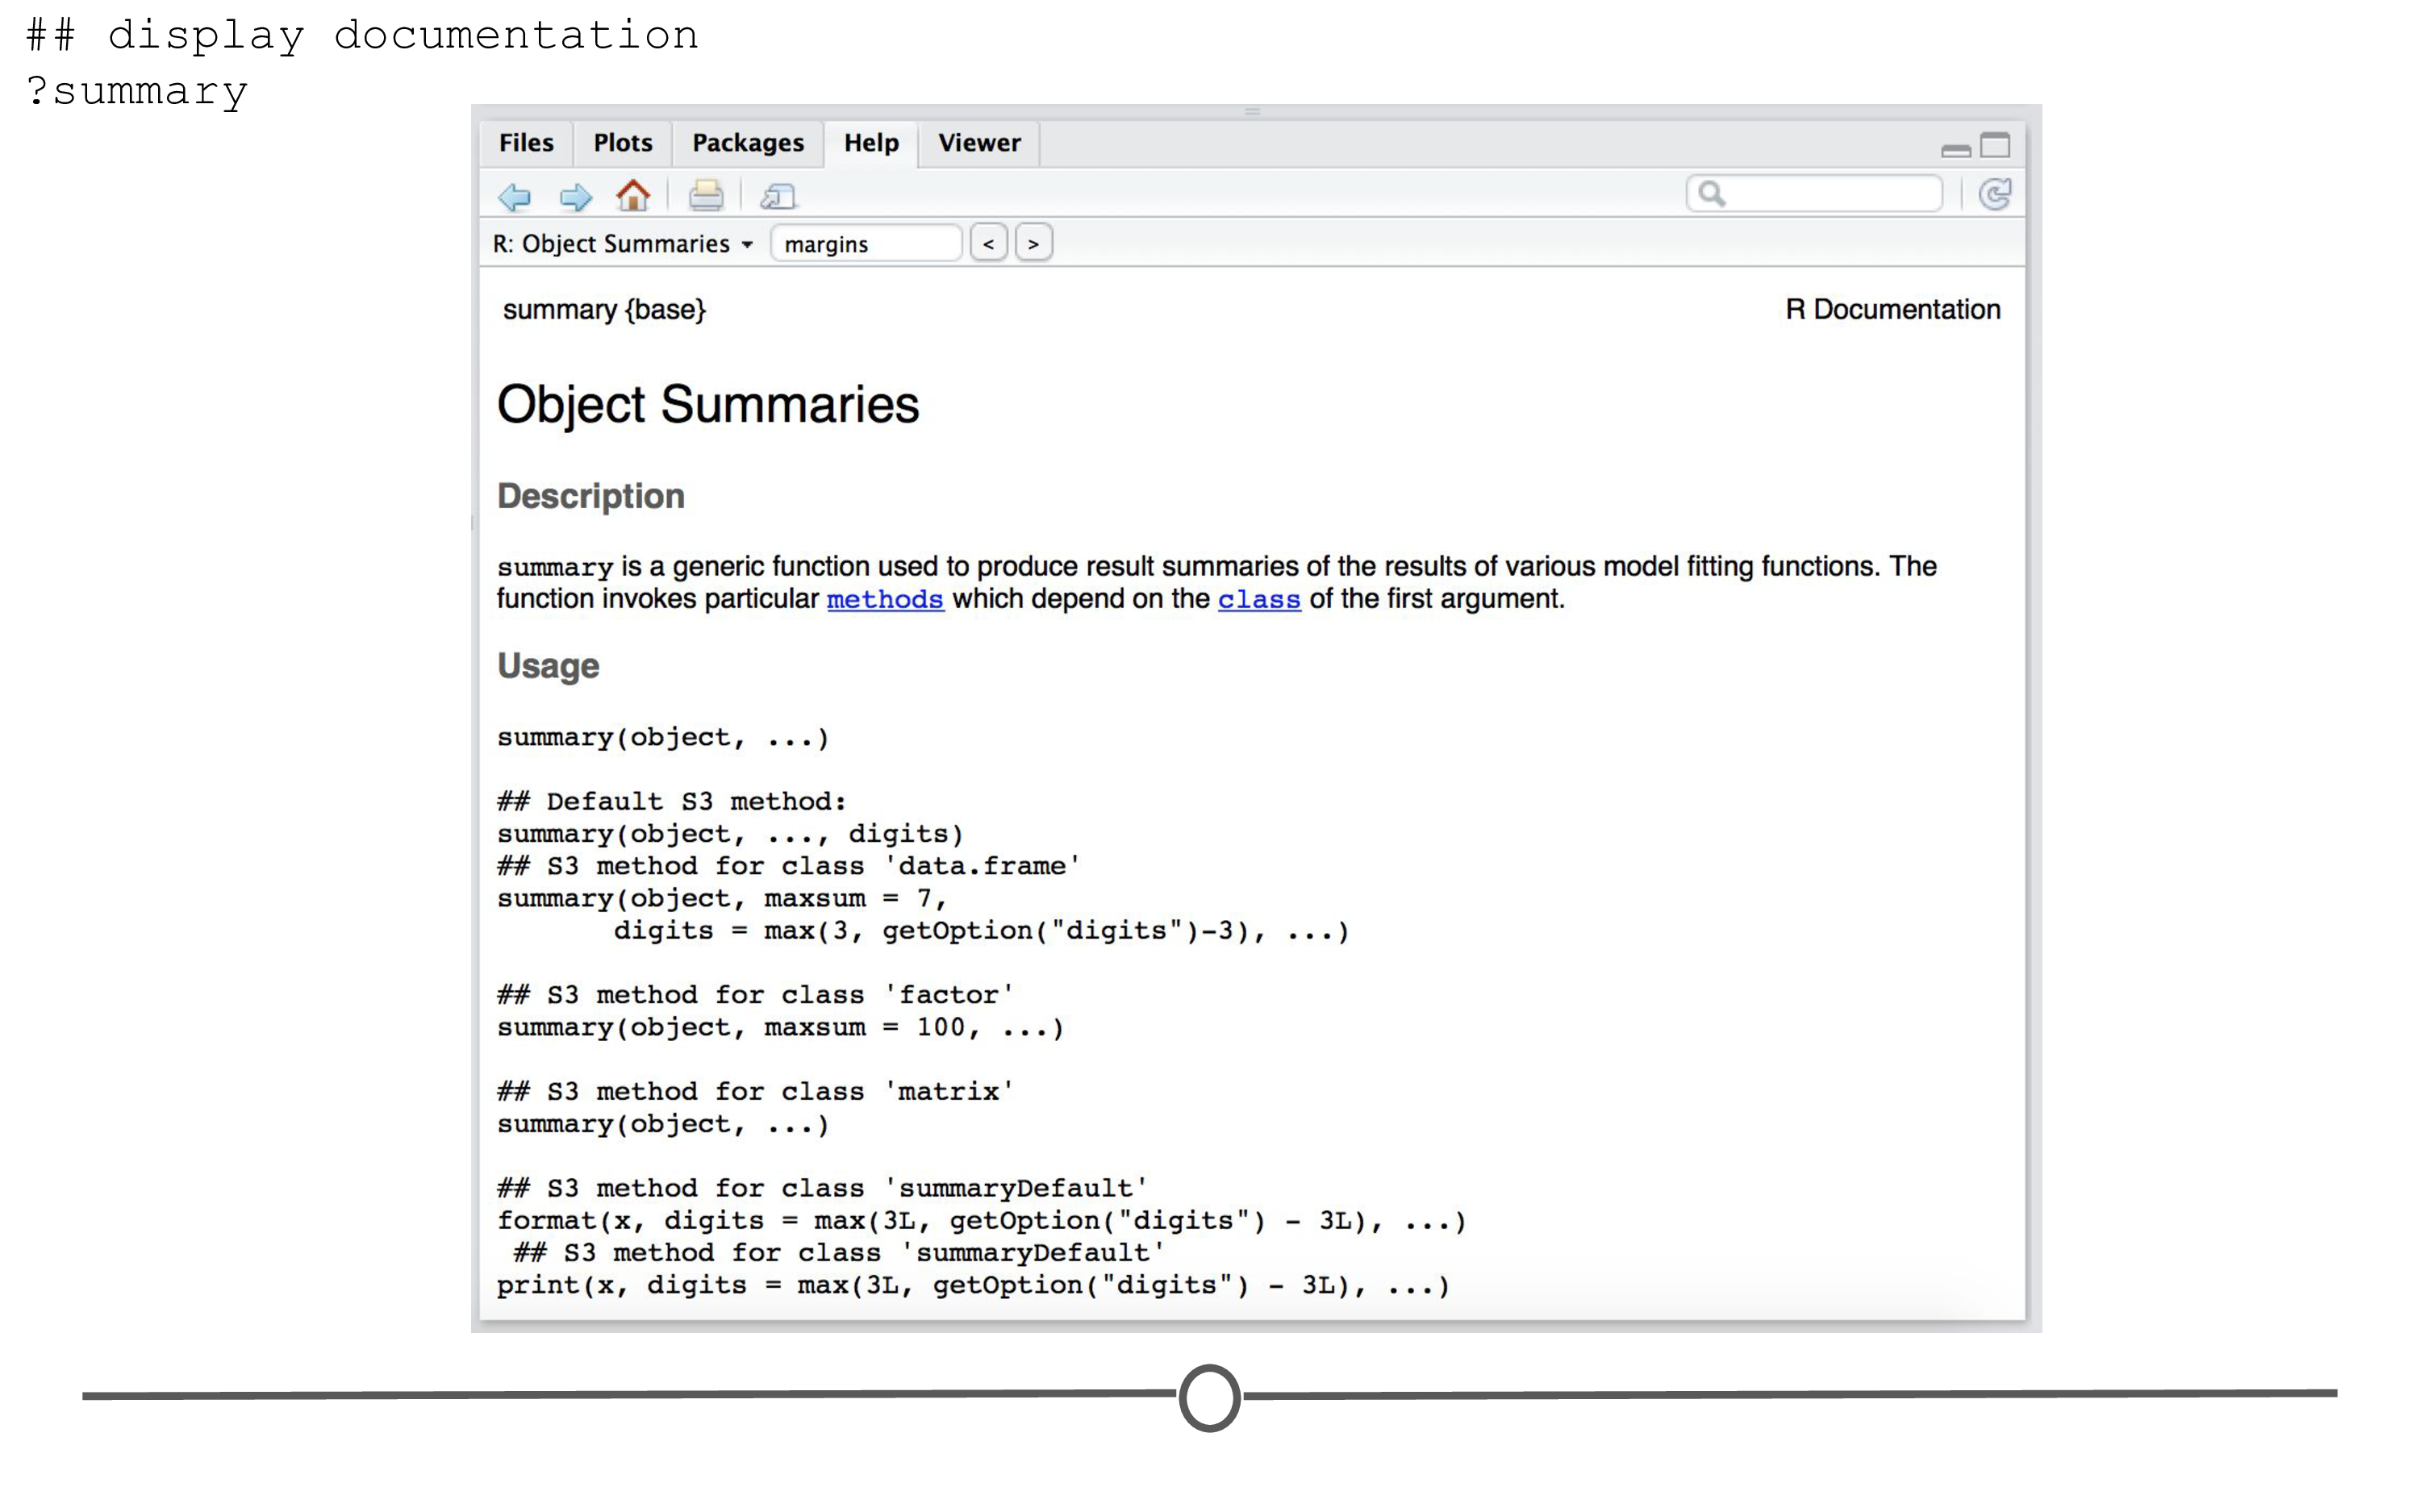 ## display documentation
?summary
Files Plots Packages Help Viewer
R: Object Summaries margins < >
summary {base} R Documentation
Object Summaries
Description
summary is a generic function used to produce result summaries of the results of various model fitting functions. The
function invokes particular methods which depend on the class of the first argument.
Usage
summary(object, ...)
## Default S3 method:
summary(object, ..., digits)
## S3 method for class 'data.frame'
summary(object, maxsum = 7,
       digits = max(3, getOption("digits")-3), ...)
## S3 method for class 'factor'
summary(object, maxsum = 100, ...)
## S3 method for class 'matrix'
summary(object, ...)
## S3 method for class 'summaryDefault'
format(x, digits = max(3L, getOption("digits") - 3L), ...)
 ## S3 method for class 'summaryDefault'
print(x, digits = max(3L, getOption("digits") - 3L), ...)